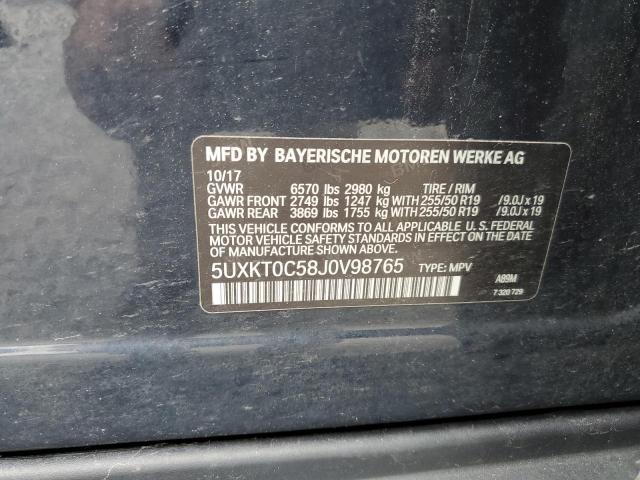 MFD BY BAYERISCHE MOTOREN WERKE AG
10/17
GVWR 6570 lbs 2980 kg TIRE / RIM
GAWR FRONT 2749 lbs 1247 kg WITH 255/50 R19 /9.0J x 19
GAWR REAR 3869 lbs 1755 kg WITH 255/50 R19 /9.0J x 19
THIS VEHICLE CONFORMS TO ALL APPLICABLE U. S. FEDERAL
MOTOR VEHICLE SAFETY STANDARDS IN EFFECT ON THE DATE
OF MANUFACTURE SHOWN ABOVE.
5UXKT0C58J0V98765 TYPE: MPV A89M
7 320 729